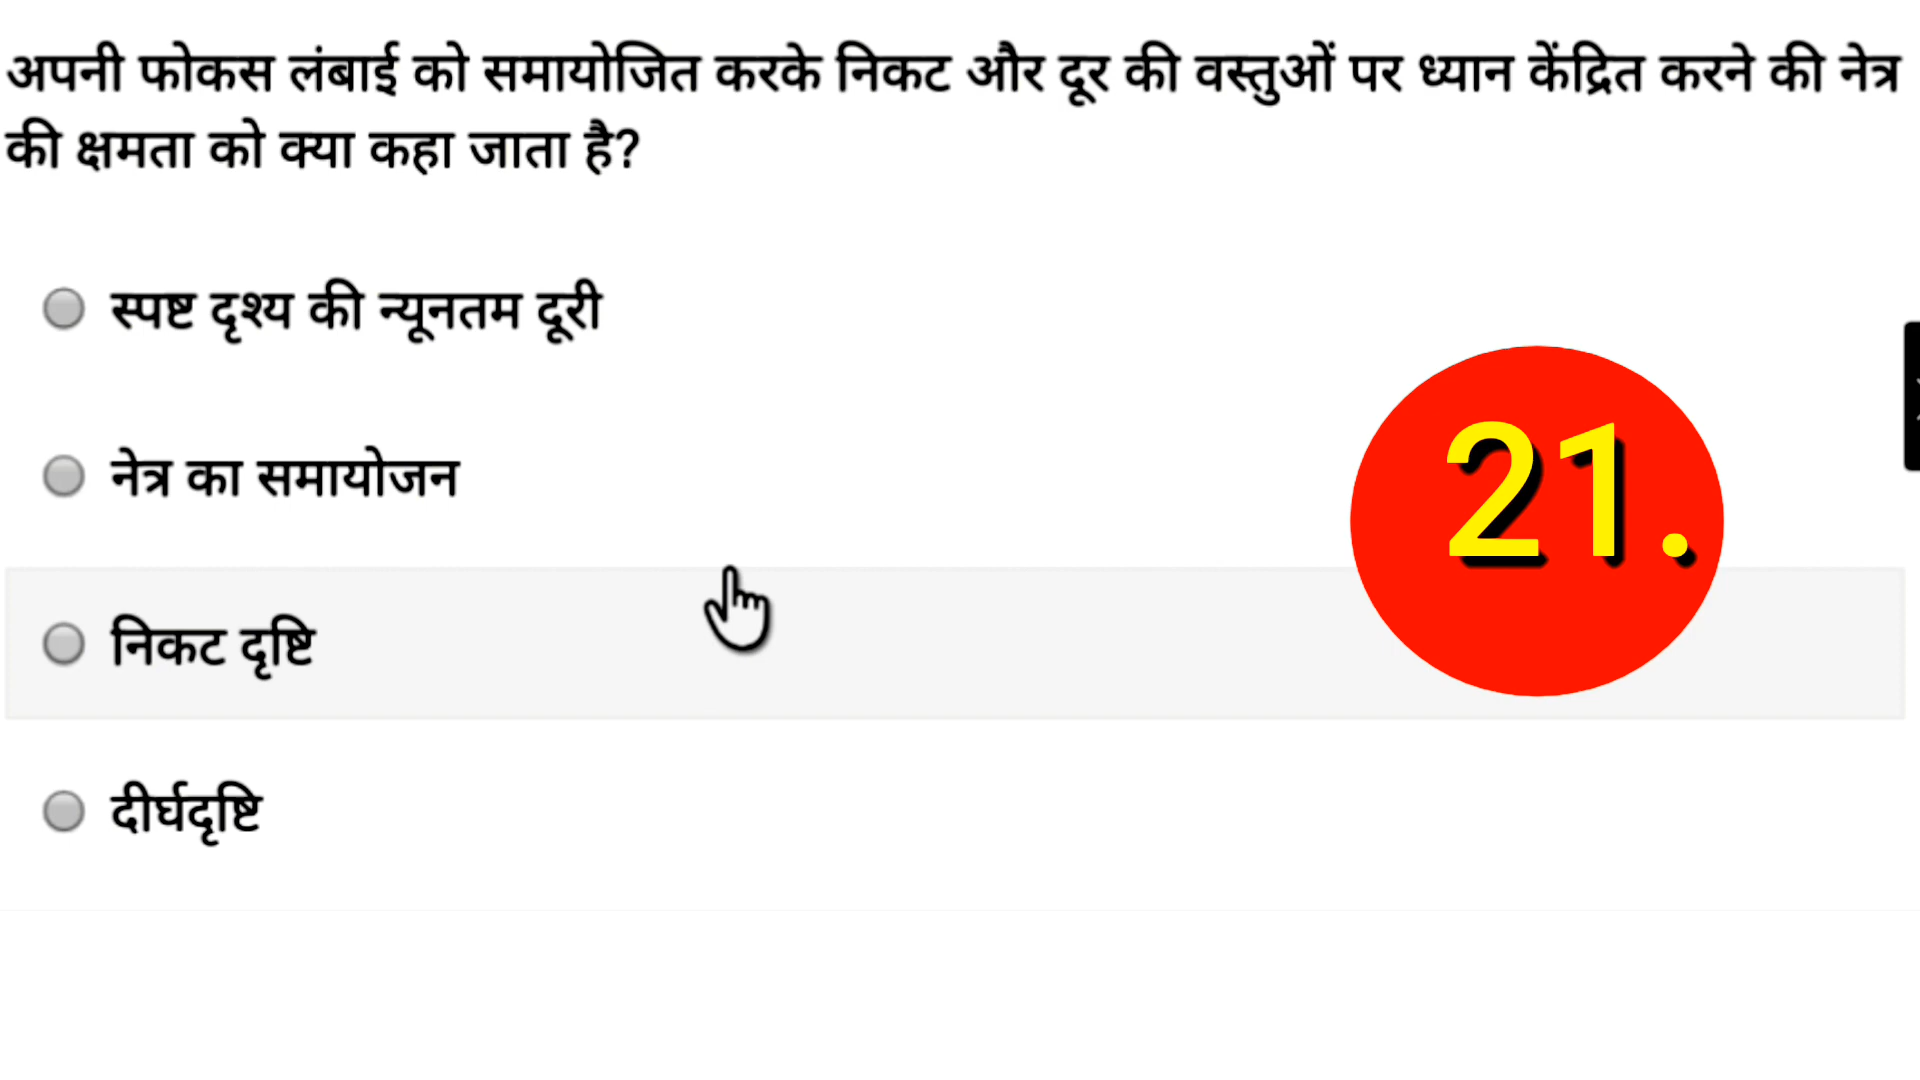 अपनी फोकस लंबाई को समायोजित करके निकट और दूर की वस्तुओं पर ध्यान केंद्रित करने की नेत्र
की क्षमता को क्या कहा जाता है?
स्पष्ट दृश्य की न्यूनतम दूरी
नेत्र का समायोजन
21.
निकट दृष्टि
दीर्घदृष्टि